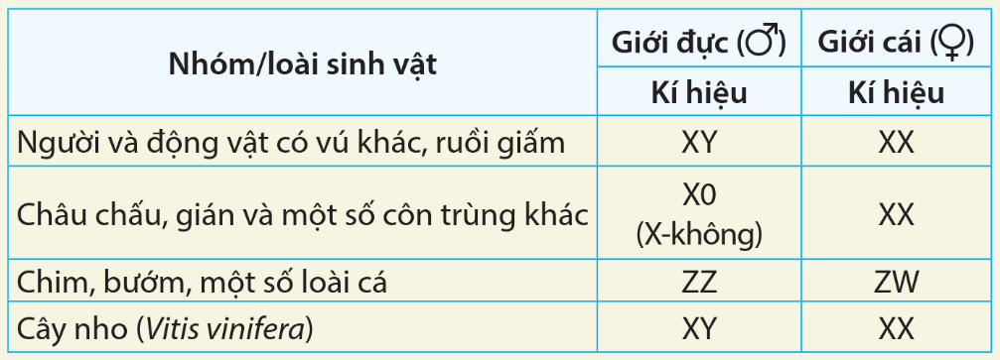 Nhóm/loài sinh vật Giới đực (♂) Giới cái (♀)
Kí hiệu Kí hiệu
Người và động vật có vú khác, ruồi giấm XY XX
Châu chấu, gián và một số côn trùng khác X0 (X-không) XX
Chim, bướm, một số loài cá ZZ ZW
Cây nho (Vitis vinifera) XY XX